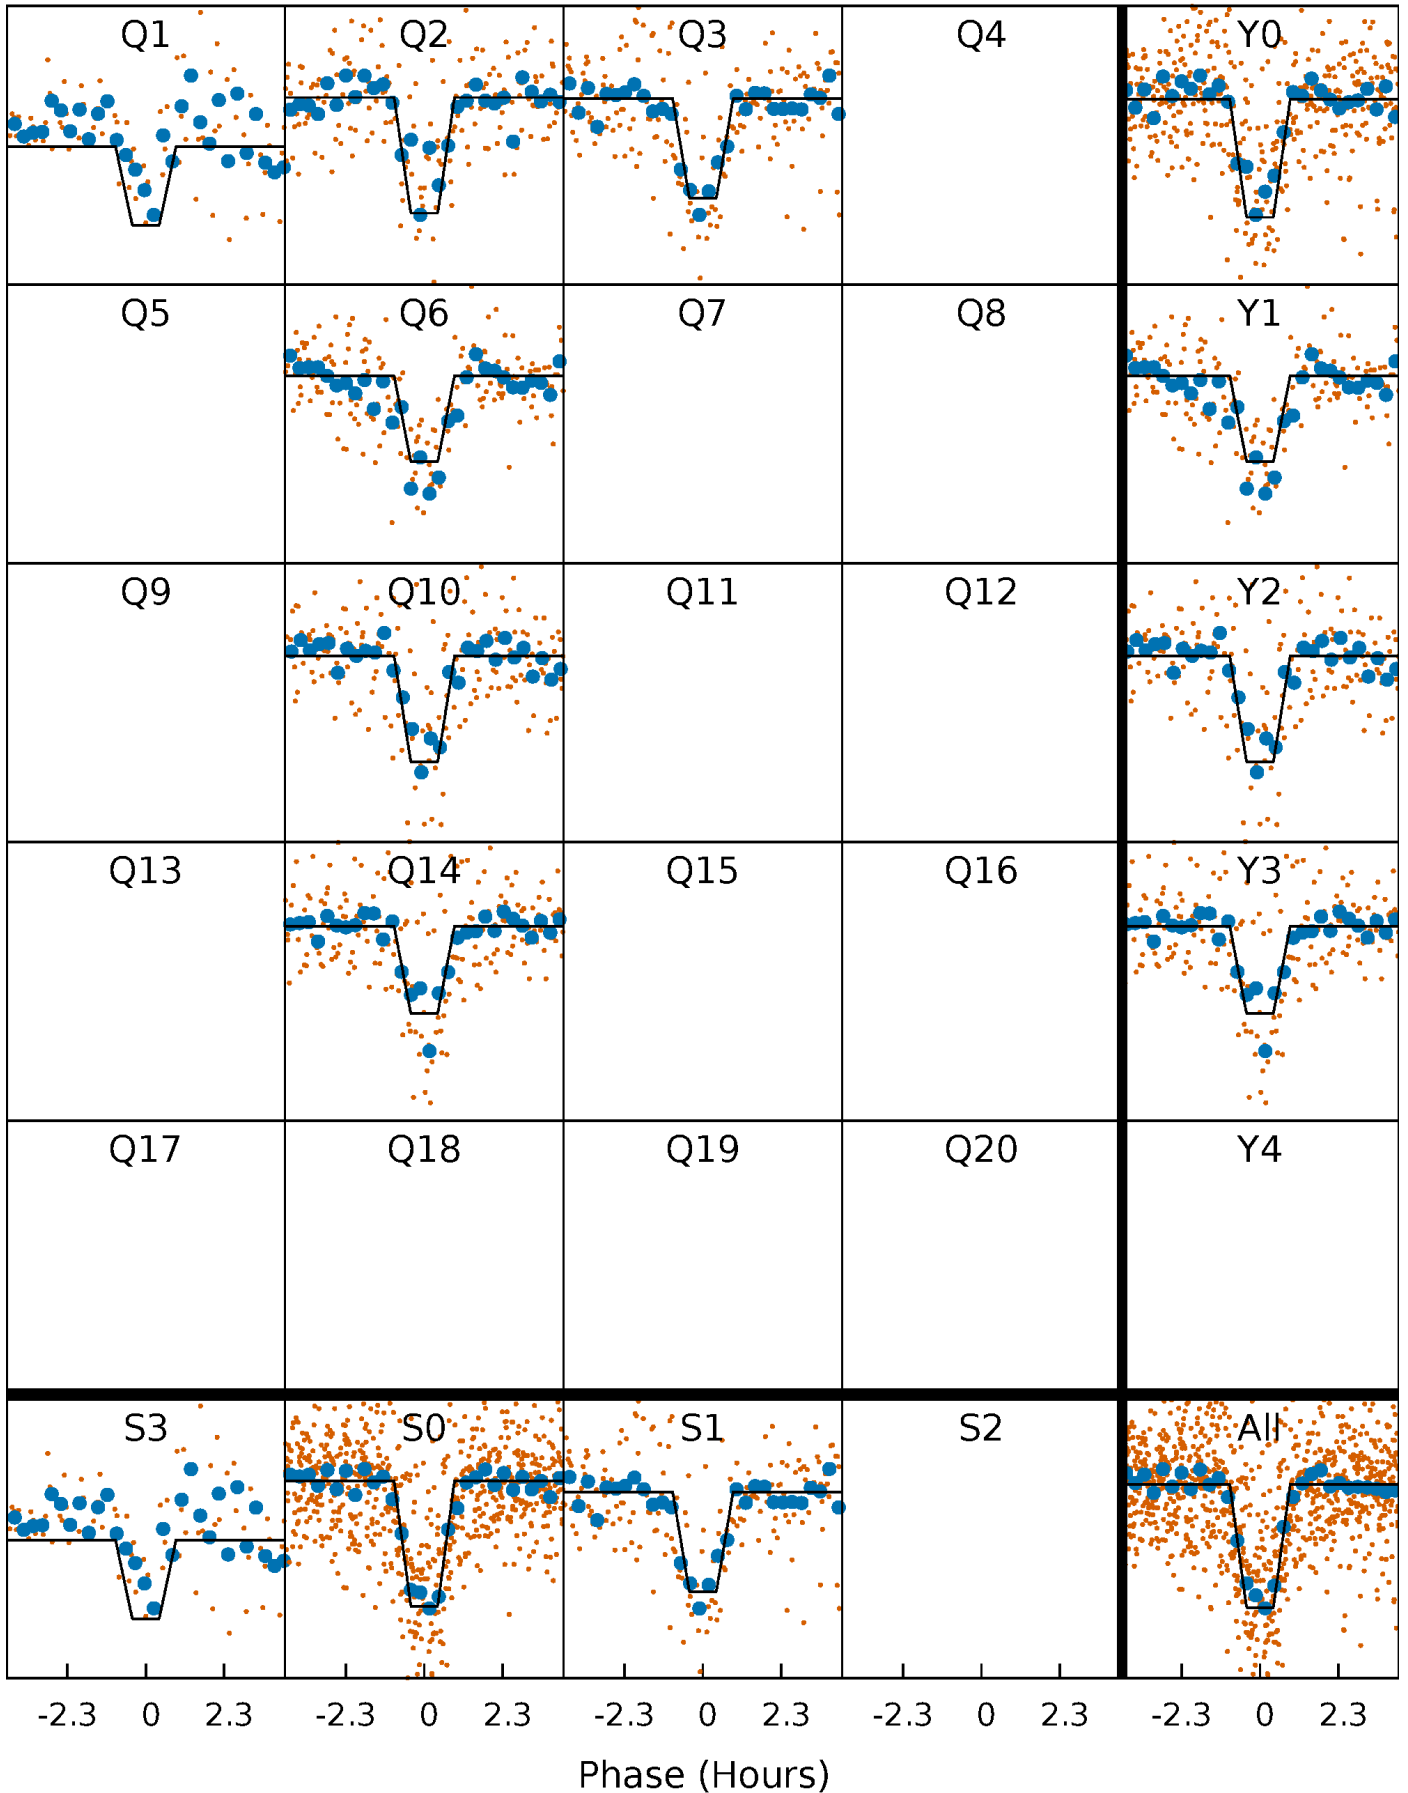 Q1 Q2 Q3 Q4 Y0
Q5 Q6 Q7 Q8 Y1
Q9 Q10 Q11 Q12 Y2
Q13 Q14 Q15 Q16 Y3
Q17 Q18 Q19 Q20 Y4
S3 S0 S1 S2 All
-2.3 0 2.3 -2.3 0 2.3 -2.3 0 2.3 -2.3 0 2.3 -2.3 0 2.3
Phase (Hours)